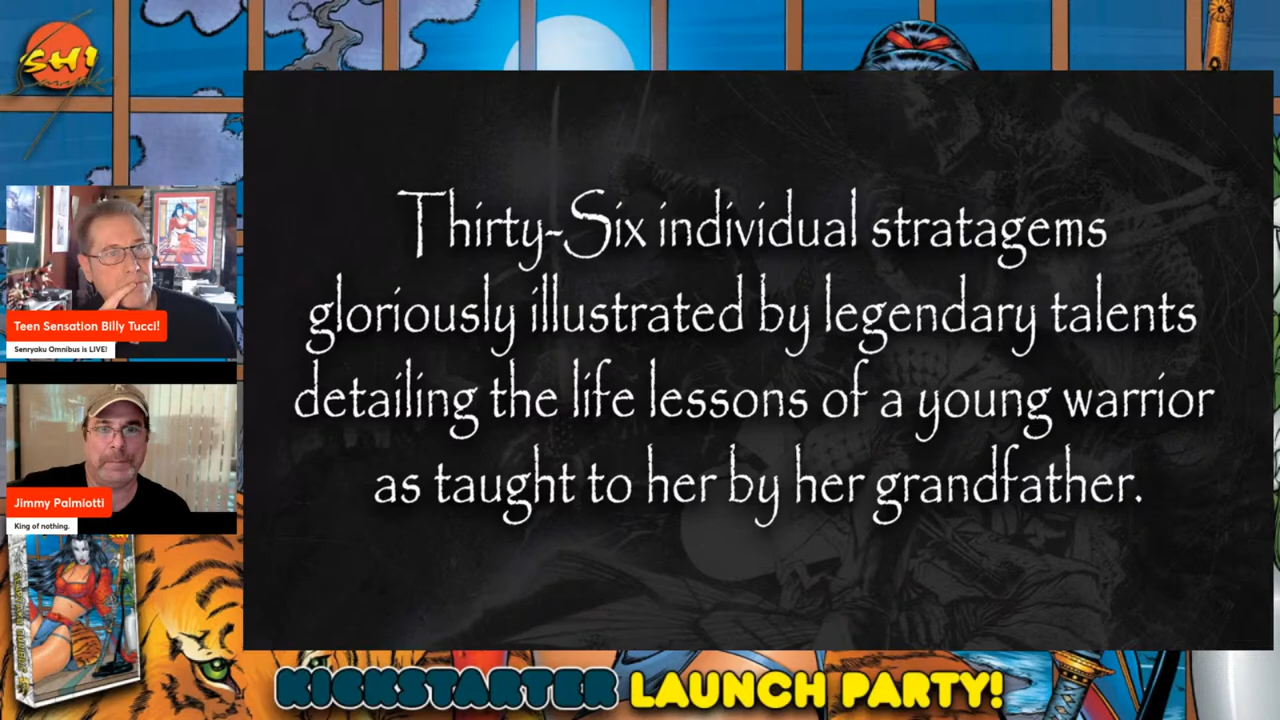 SHI
Thirty-Six individual stratagems
gloriously illustrated by legendary talents
detailing the life lessons of a young warrior
as taught to her by her grandfather.
Teen Sensation Billy Tucci!
Senryaku Omnibus is LIVE!
Jimmy Palmiotti
King of nothing.
KICKSTARTER LAUNCH PARTY!